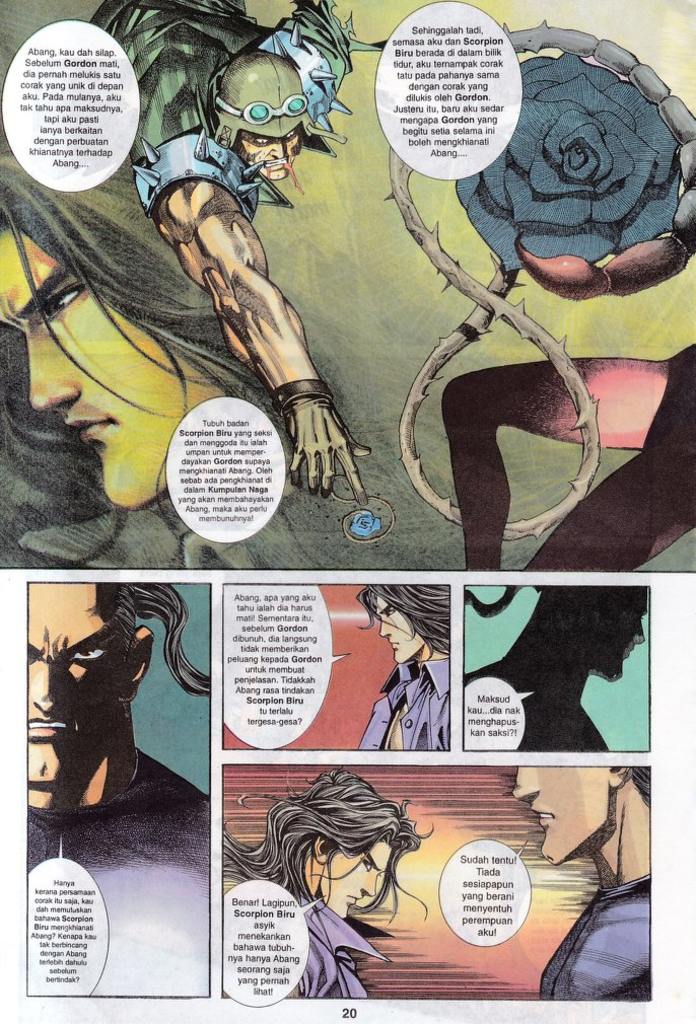 Abang, kau dah silap.
Sebelum Gordon mati,
dia pernah melukis satu
corak yang unik di depan
aku. Pada mulanya, aku
tak tahu apa maksudnya,
tapi aku pasti
ianya berkaitan
dengan perbuatan
khianatnya terhadap
Abang....
Sehinggalah tadi,
semasa aku dan Scorpion
Biru berada di dalam bilik
tidur, aku ternampak corak
tatu pada pahanya sama
dengan corak yang
dilukis oleh Gordon.
Justeru itu, baru aku sedar
mengapa Gordon yang
begitu setia selama ini
boleh mengkhianati
Abang....
Tubuh badan
Scorpion Biru yang seksi
dan menggoda itu ialah
umpan untuk memper-
dayakan Gordon supaya
mengkhianati Abang. Oleh
sebab ada pengkhianat di
dalam Kumpulan Naga
yang akan membahayakan
Abang, maka aku perlu
membunuhnya!
Hanya
kerana persamaan
corak itu saja, kau
dah memutuskan
bahawa Scorpion
Biru mengkhianati
Abang? Kenapa kau
tak berbincang
dengan Abang
terlebih dahulu
sebelum
bertindak?
Abang, apa yang aku
tahu ialah dia harus
mati! Sementara itu,
sebelum Gordon
dibunuh, dia langsung
tidak memberikan
peluang kepada Gordon
untuk membuat
penjelasan. Tidakkah
Abang rasa tindakan
Scorpion Biru
tu terlalu
tergesa-gesa?
Maksud
kau...dia nak
menghapus-
kan saksi?!
Benar! Lagipun,
Scorpion Biru
asyik
menekankan
bahawa tubuh-
nya hanya Abang
seorang saja
yang pernah
lihat!
Sudah tentu!
Tiada
sesiapapun
yang berani
menyentuh
perempuan
aku!
20